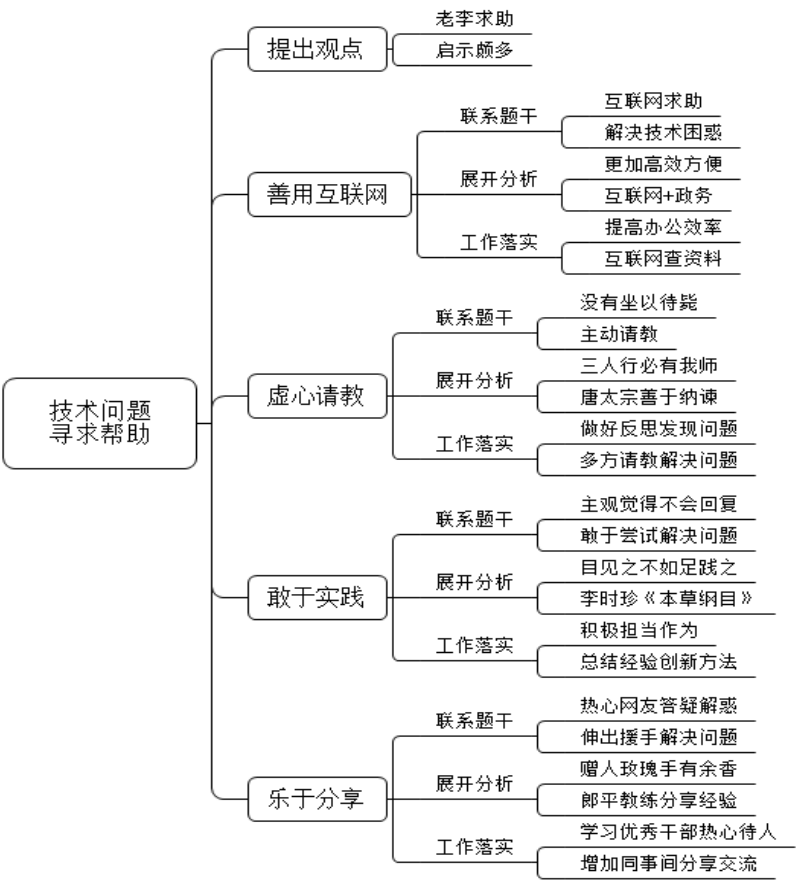 技术问题
寻求帮助
提出观点
老李求助
启示颇多
善用互联网
联系题干
互联网求助
解决技术困惑
展开分析
更加高效方便
互联网+政务
工作落实
提高办公效率
互联网查资料
虚心请教
联系题干
没有坐以待毙
主动请教
展开分析
三人行必有我师
唐太宗善于纳谏
工作落实
做好反思发现问题
多方请教解决问题
敢于实践
联系题干
主观觉得不会回复
敢于尝试解决问题
展开分析
目见之不如足践之
李时珍《本草纲目》
工作落实
积极担当作为
总结经验创新方法
乐于分享
联系题干
热心网友答疑解惑
伸出援手解决问题
展开分析
赠人玫瑰手有余香
郎平教练分享经验
工作落实
学习优秀干部热心待人
增加同事间分享交流